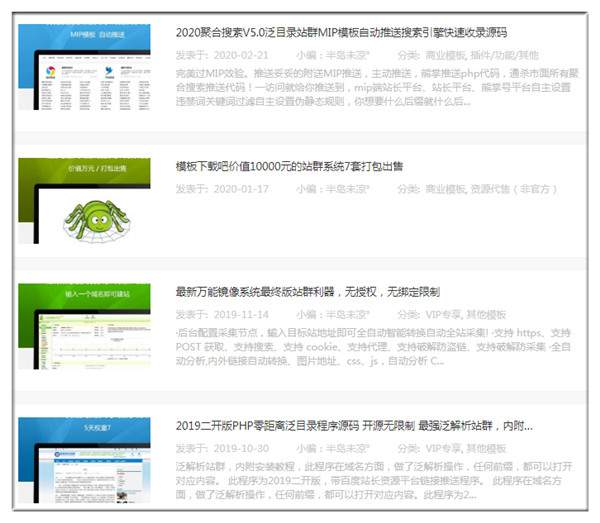 MIP模板 自动推送
2020聚合搜索V5.0泛目录站群MIP模板自动推送搜索引擎快速收录源码
发表于: 2020-02-21 小编：半岛未凉° 分类: 商业模板, 插件/功能/其他
完美过MIP效验。推送妥妥的附送MIP推送，主动推送，熊掌推送php代码，通杀市面所有聚
合搜索推送代码！一访问就给你推送到，mip端站长平台、站长平台、熊掌号平台自主设置
违禁词关键词过滤自主设置伪静态规则，你想要什么后缀就什么后...
价值万元 / 打包出售
模板下载吧价值10000元的站群系统7套打包出售
发表于: 2020-01-17 小编：半岛未凉° 分类: 商业模板, 资源代售（非官方）
输入一个域名即可建站
最新万能镜像系统最终版站群利器，无授权，无绑定限制
发表于: 2019-11-14 小编：半岛未凉° 分类: VIP专享, 其他模板
·后台配置采集节点，输入目标站地址即可全自动智能转换自动全站采集! ·支持 https、支持
POST 获取、支持搜索、支持 cookie、支持代理、支持破解防盗链、支持破解防采集 ·全自
动分析,内外链接自动转换、图片地址、css、js，自动分析 C...
5天权重7
2019二开版PHP零距离泛目录程序源码 开源无限制 最强泛解析站群，内附...
发表于: 2019-10-30 小编：半岛未凉° 分类: VIP专享, 其他模板
泛解析站群，内附安装教程，此程序在域名方面，做了泛解析操作，任何前缀，都可以打开
对应内容。 此程序为2019二开版，带百度站长资源平台链接推送程序。 此程序在域名方
面，做了泛解析操作，任何前缀，都可以打开对应内容。此程序为2...